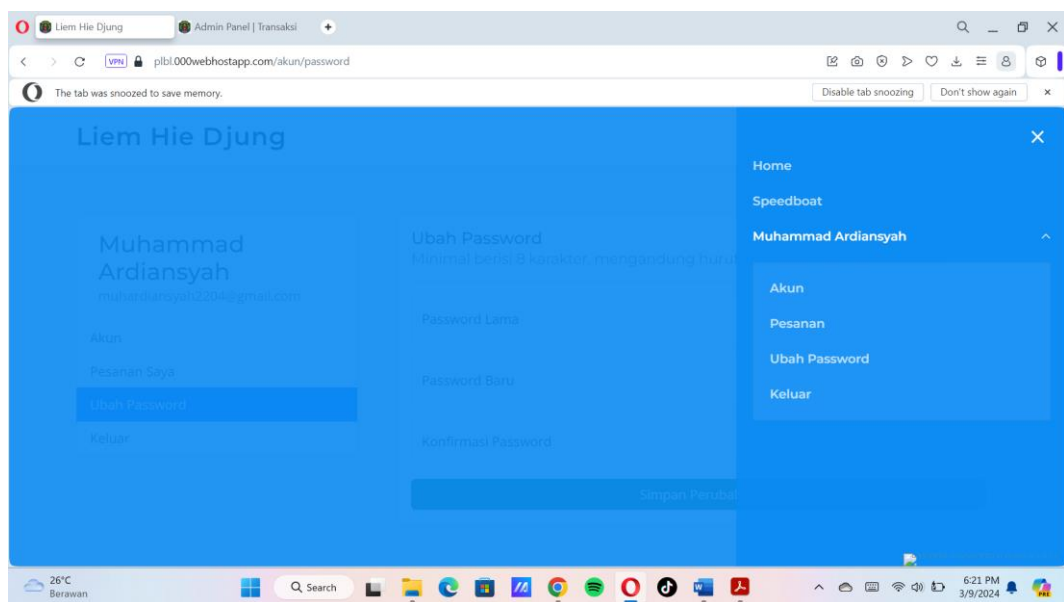 Liem Hie Djung
Admin Panel | Transaksi
VPN
plbl.000webhostapp.com/akun/password
The tab was snoozed to save memory.
Disable tab snoozing
Don't show again
Liem Hie Djung
Muhammad
Ardiansyah
muhardiansyah2204@gmail.com
Akun
Pesanan Saya
Ubah Password
Keluar
Ubah Password
Minimal berisi 8 karakter, mengandung huruf
Password Lama
Password Baru
Konfirmasi Password
Simpan Peruba
Home
Speedboat
Muhammad Ardiansyah
Akun
Pesanan
Ubah Password
Keluar
26°C
Berawan
Search
6:21 PM
3/9/2024
PRE